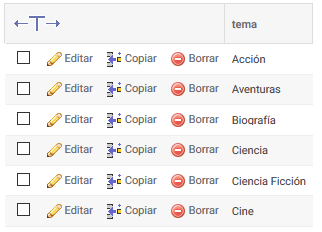 tema
Editar Copiar Borrar Acción
Editar Copiar Borrar Aventuras
Editar Copiar Borrar Biografía
Editar Copiar Borrar Ciencia
Editar Copiar Borrar Ciencia Ficción
Editar Copiar Borrar Cine